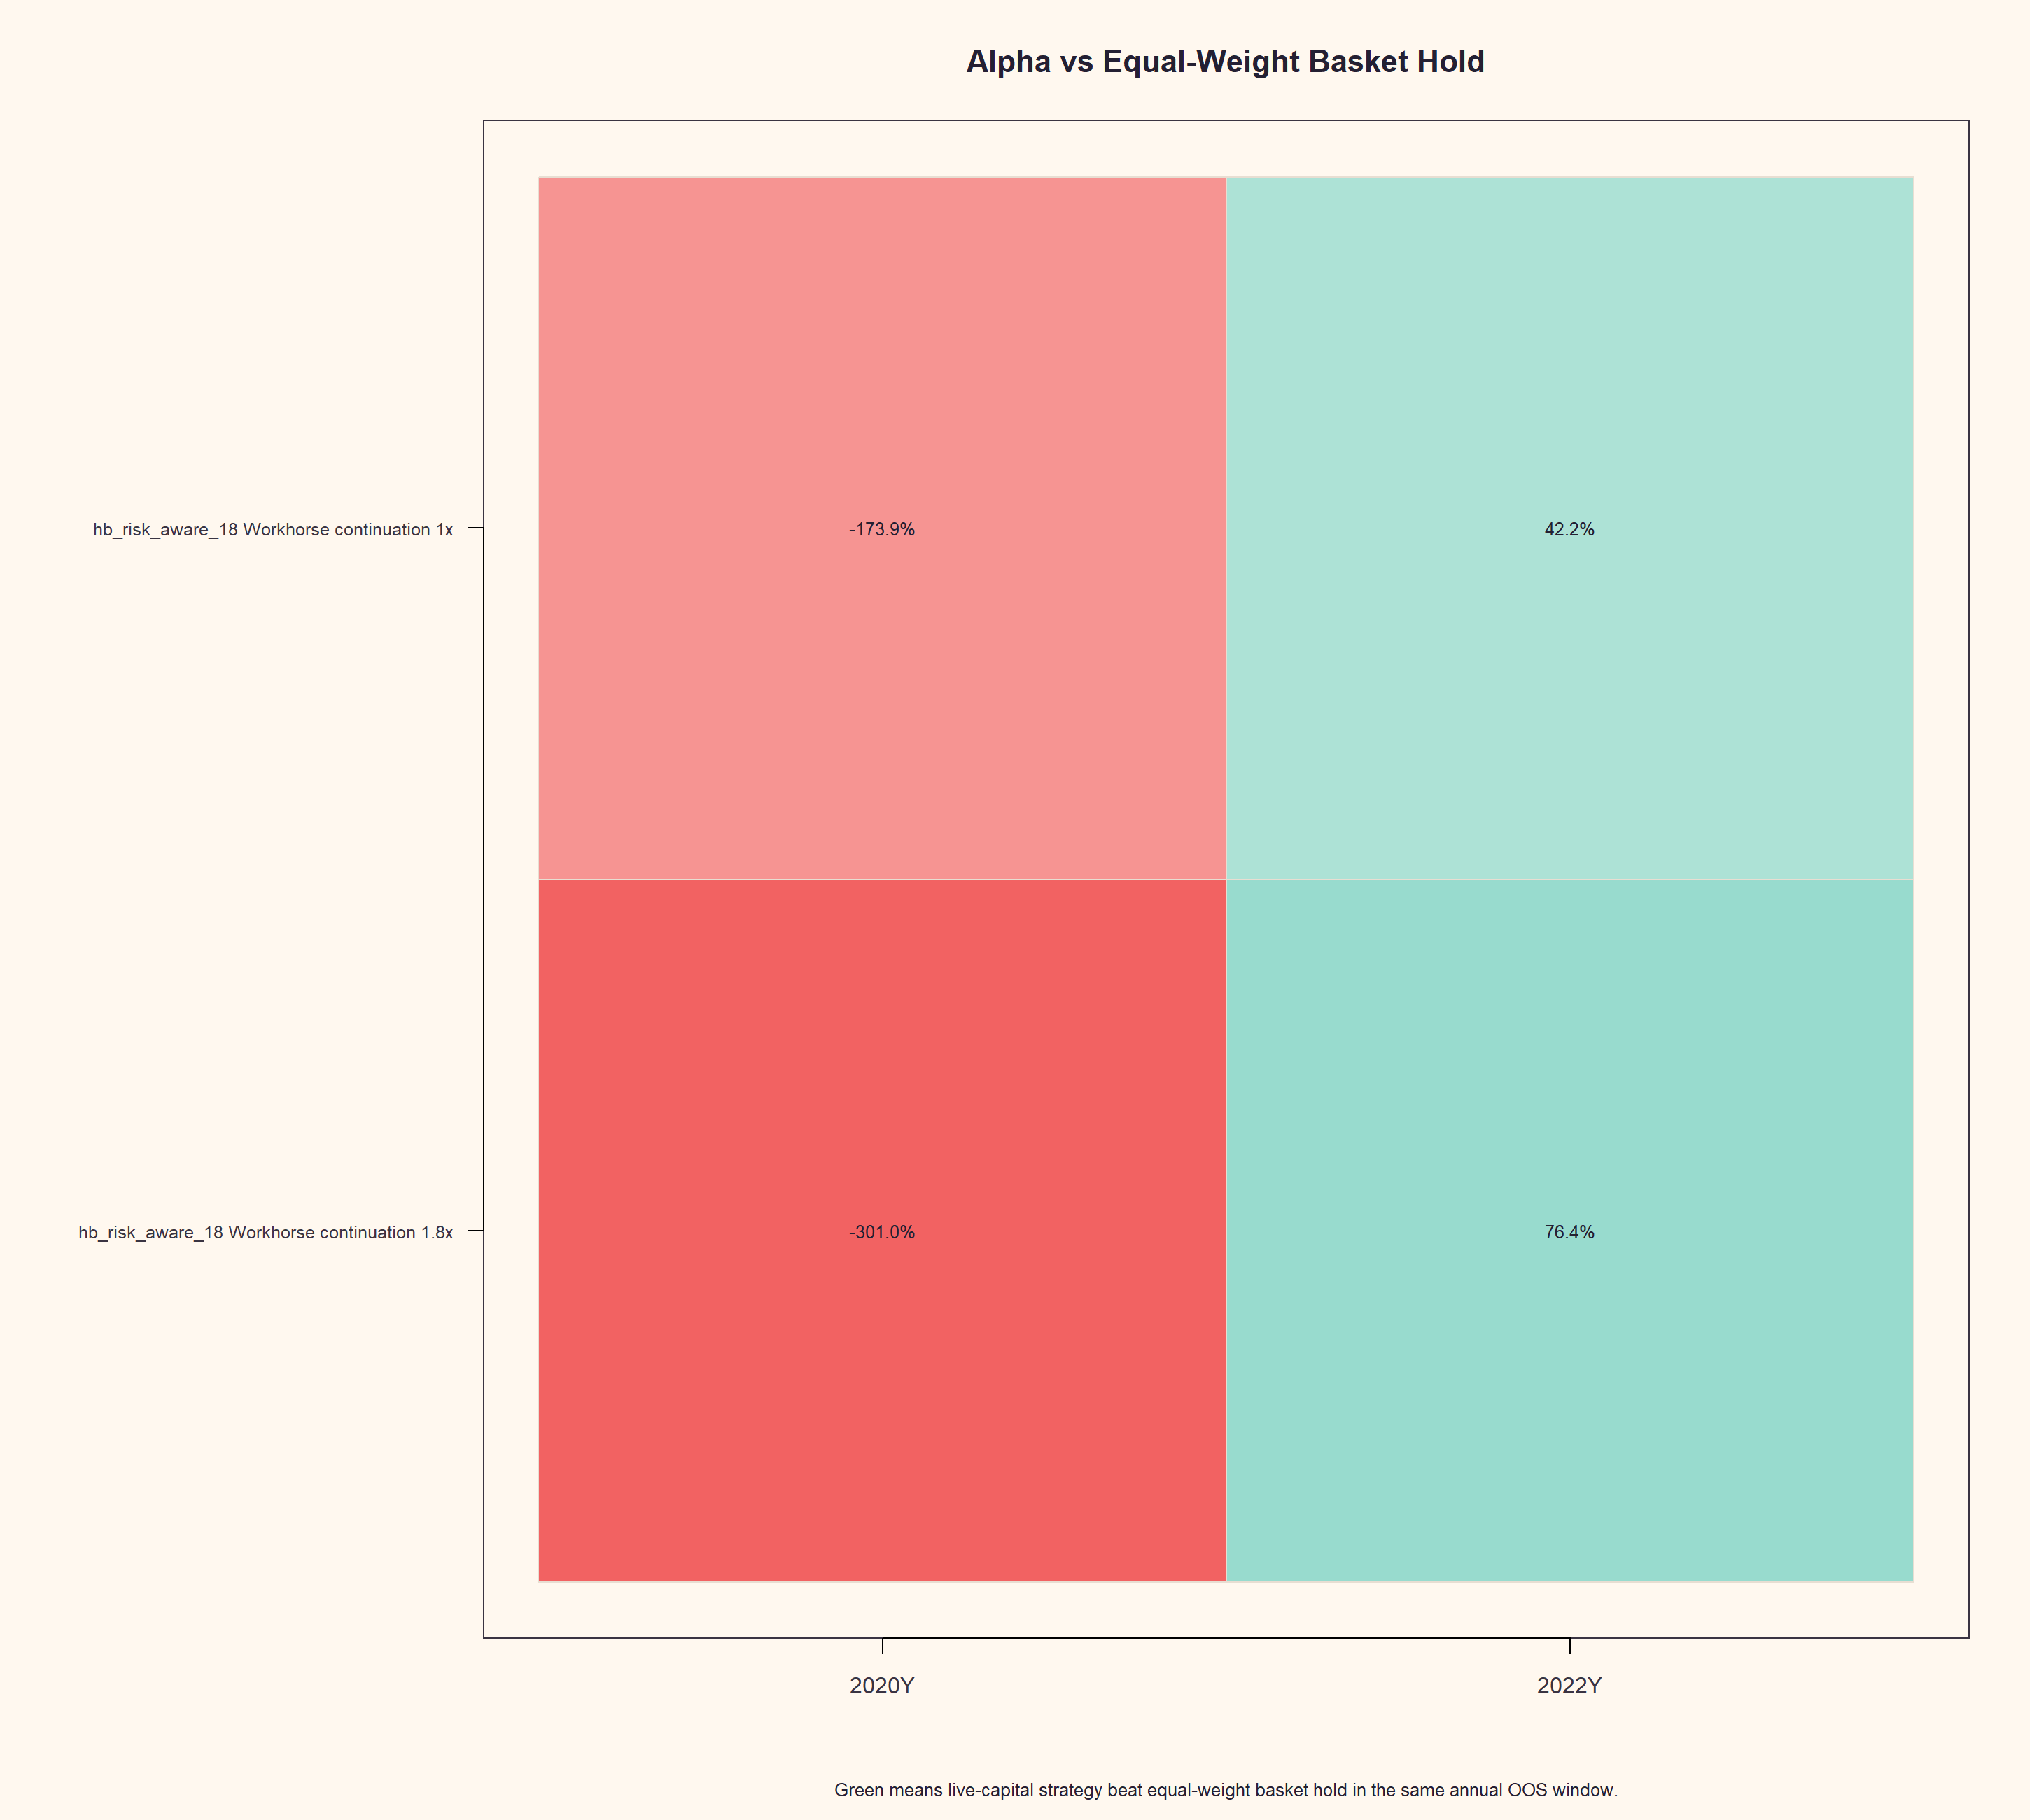 Alpha vs Equal-Weight Basket Hold
hb_risk_aware_18 Workhorse continuation 1x
-173.9%
42.2%
hb_risk_aware_18 Workhorse continuation 1.8x
-301.0%
76.4%
2020Y
2022Y
Green means live-capital strategy beat equal-weight basket hold in the same annual OOS window.